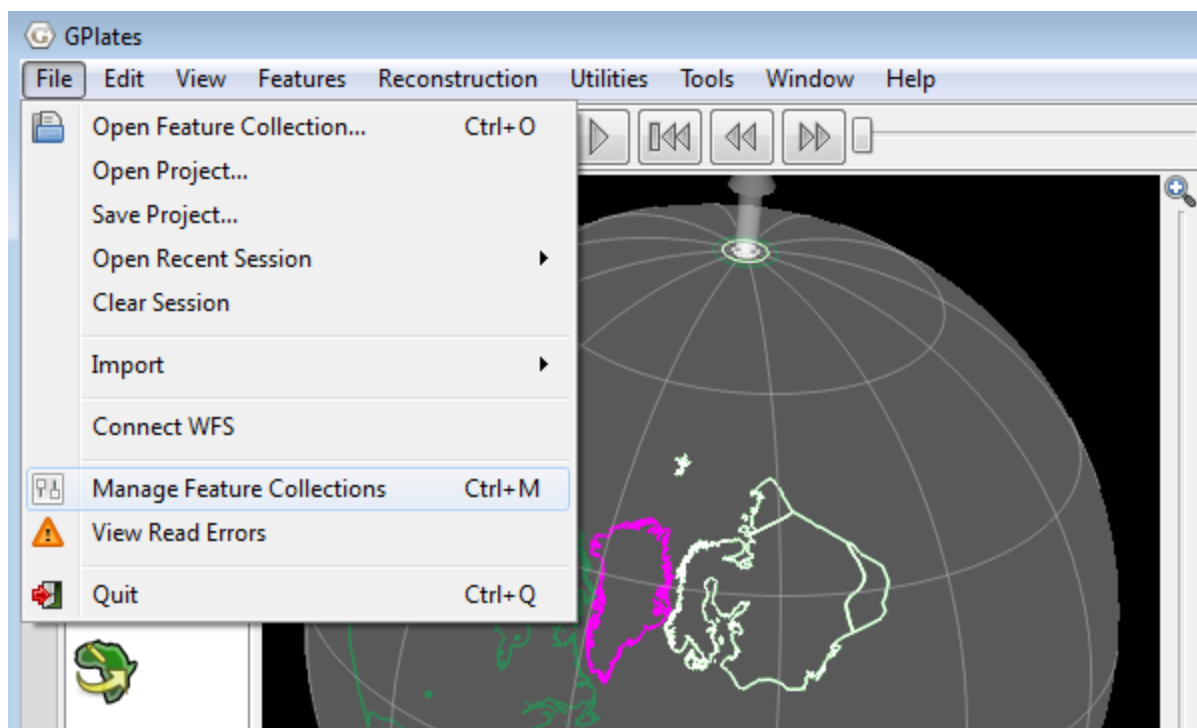 GPlates
File Edit View Features Reconstruction Utilities Tools Window Help
Open Feature Collection... Ctrl+O
Open Project...
Save Project...
Open Recent Session
Clear Session
Import
Connect WFS
Manage Feature Collections Ctrl+M
View Read Errors
Quit Ctrl+Q